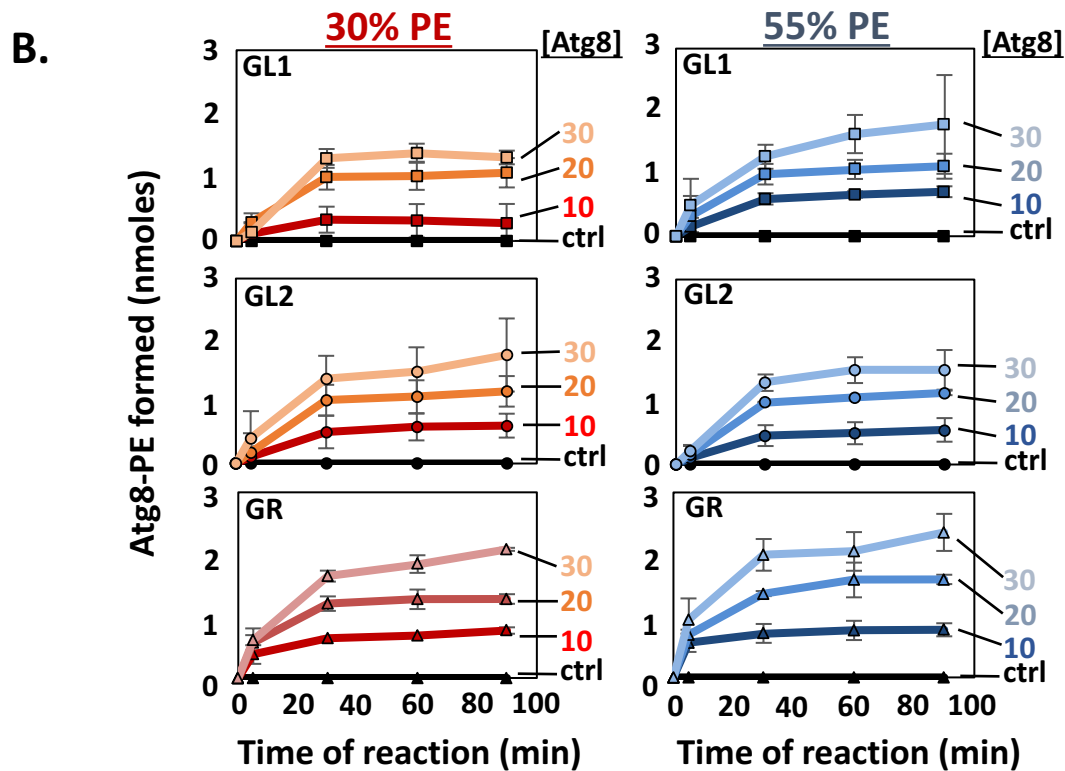 B.
30% PE
55% PE
[Atg8]
[Atg8]
Atg8-PE formed (nmoles)
3
2
1
0
GL1
30
20
10
ctrl
3
2
1
0
GL1
30
20
10
ctrl
3
2
1
0
GL2
30
20
10
ctrl
3
2
1
0
GL2
30
20
10
ctrl
3
2
1
0
GR
30
20
10
ctrl
3
2
1
0
GR
30
20
10
ctrl
0 20 40 60 80 100
0 20 40 60 80 100
Time of reaction (min)
Time of reaction (min)